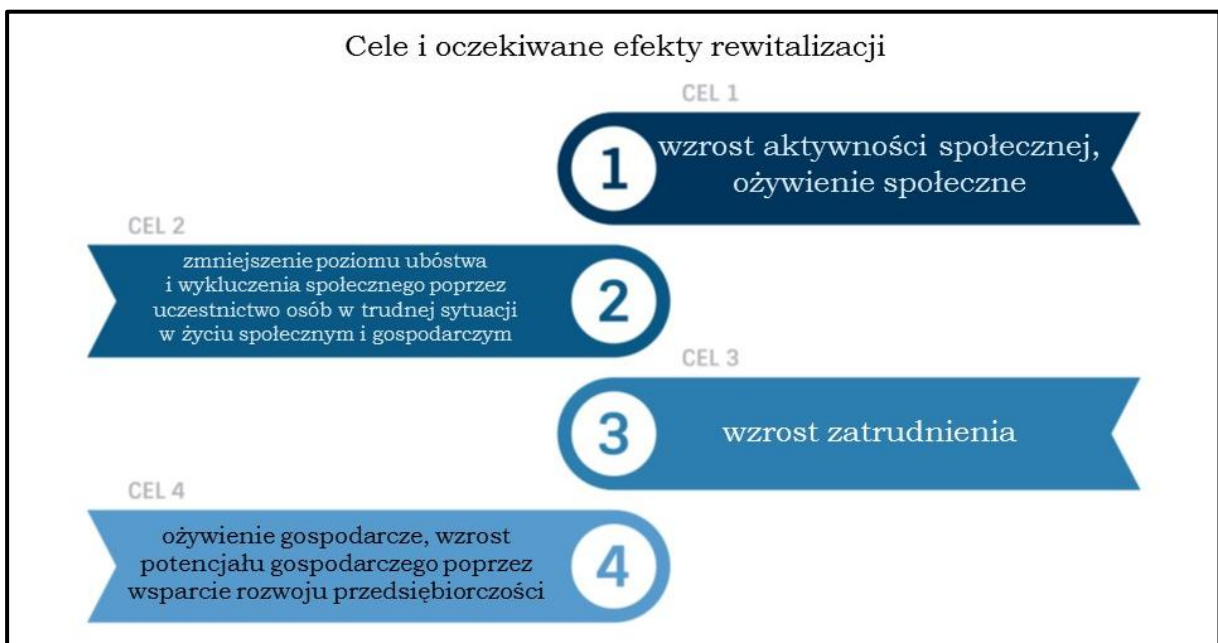 Cele i oczekiwane efekty rewitalizacji
CEL 1
1
wzrost aktywności społecznej,
ożywienie społeczne
CEL 2
zmniejszenie poziomu ubóstwa
i wykluczenia społecznego poprzez
uczestnictwo osób w trudnej sytuacji
w życiu społecznym i gospodarczym
2
CEL 3
3
wzrost zatrudnienia
CEL 4
ożywienie gospodarcze, wzrost
potencjału gospodarczego poprzez
wsparcie rozwoju przedsiębiorczości
4